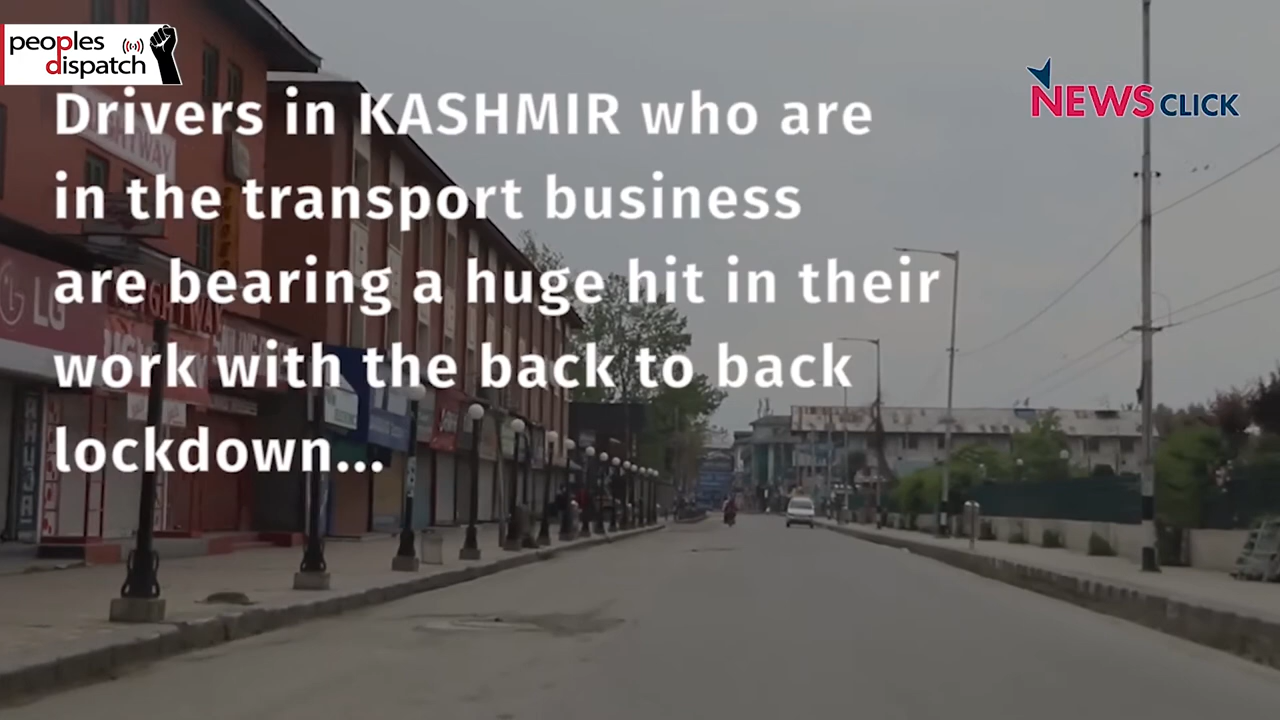 peoples
dispatch
NEWSCLICK
Drivers in KASHMIR who are
in the transport business
are bearing a huge hit in their
work with the back to back
lockdown...
LG